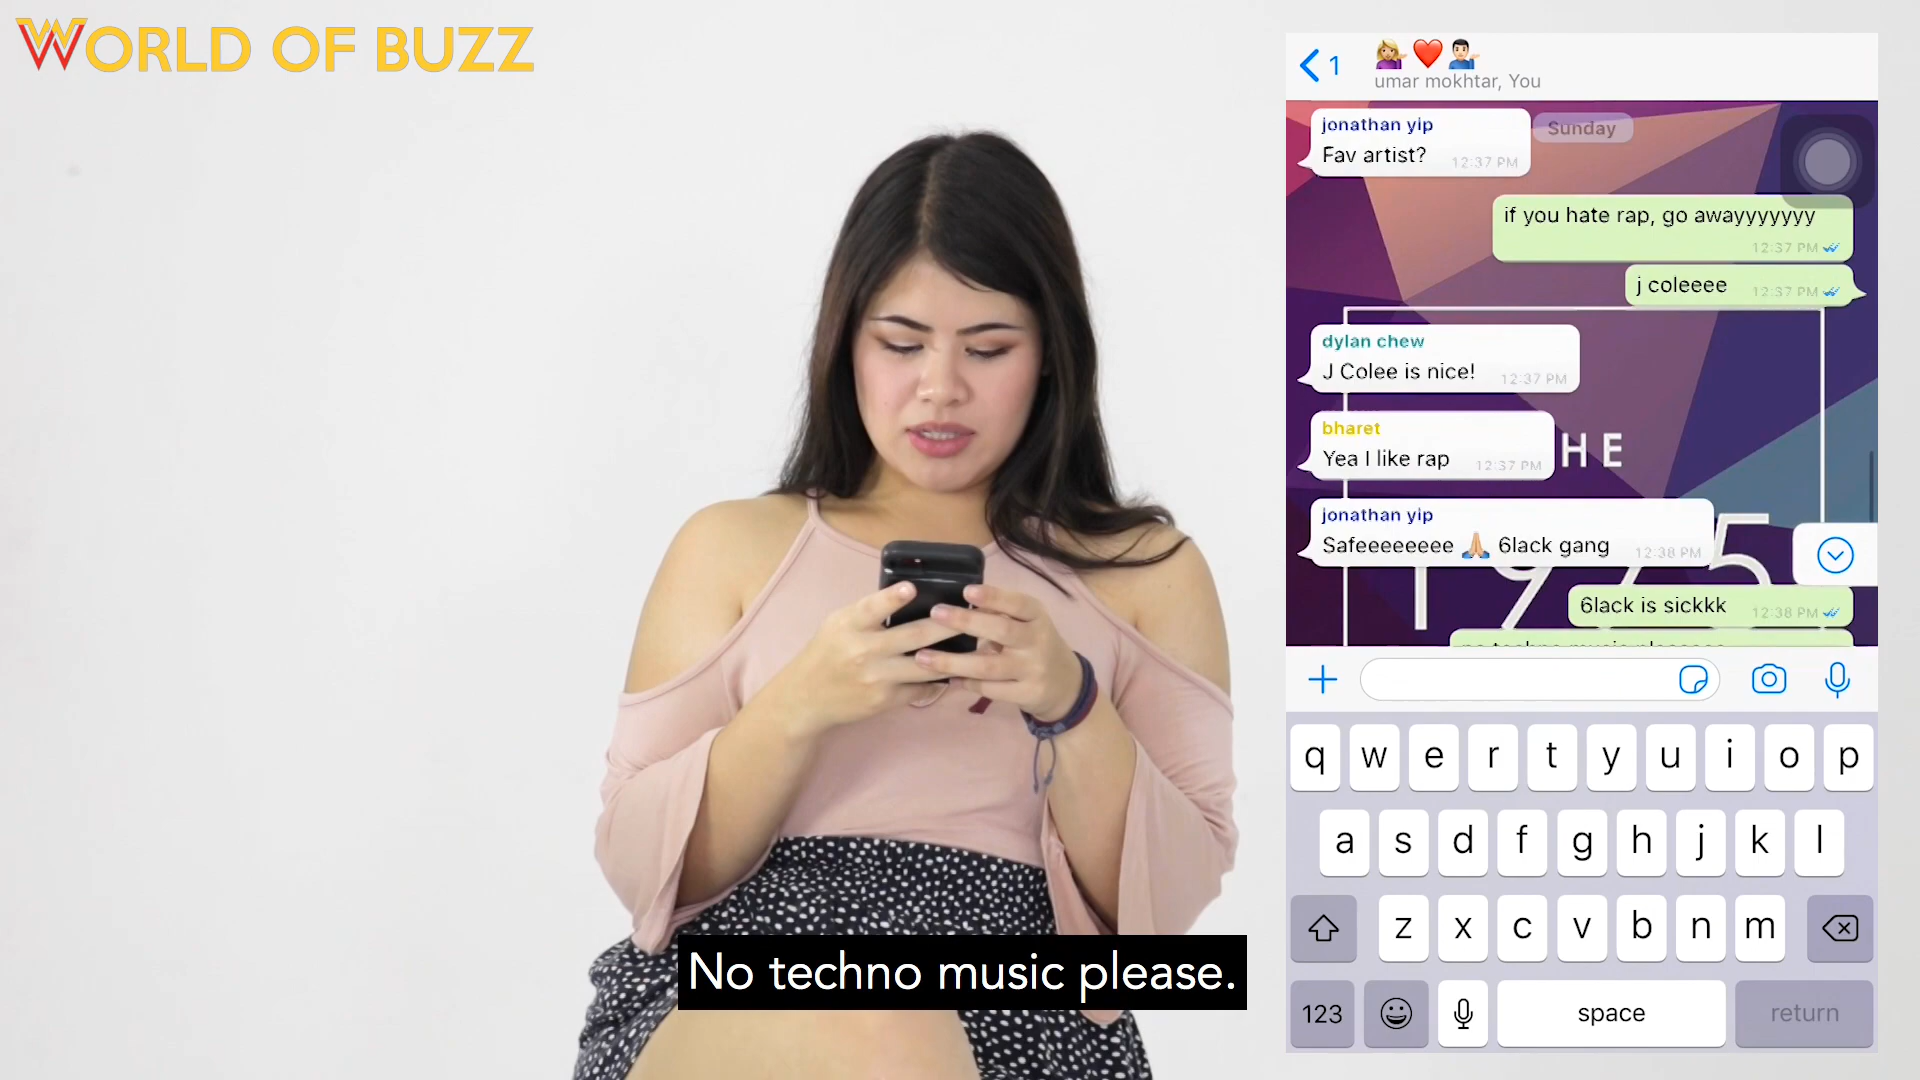 WORLD OF BUZZ
1
umar mokhtar, You
Sunday
jonathan yip
Fav artist?
12:37 PM
if you hate rap, go awayyyyyyy
12:37 PM
j coleeee
12:37 PM
dylan chew
J Colee is nice!
12:37 PM
bharet
Yea I like rap
12:37 PM
HE
jonathan yip
Safeeeeeeee 🙏🏻 6lack gang
12:38 PM
1975
6lack is sickkk
12:38 PM
q w e r t y u i o p
a s d f g h j k l
z x c v b n m
123 space return
No techno music please.